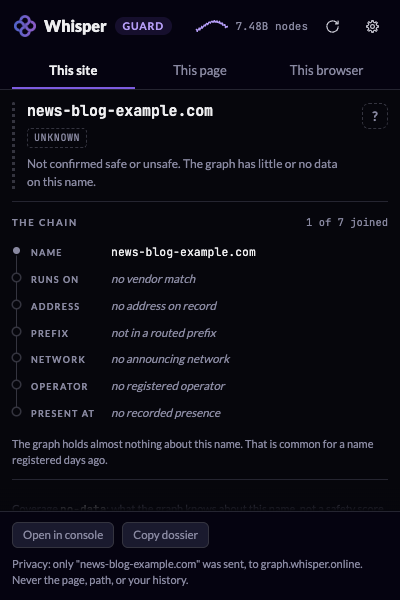 Whisper GUARD 7.48B nodes
This site This page This browser
news-blog-example.com ?
UNKNOWN
Not confirmed safe or unsafe. The graph has little or no data
on this name.
THE CHAIN 1 of 7 joined
NAME news-blog-example.com
RUNS ON no vendor match
ADDRESS no address on record
PREFIX not in a routed prefix
NETWORK no announcing network
OPERATOR no registered operator
PRESENT AT no recorded presence
The graph holds almost nothing about this name. That is common for a name
registered days ago.
Open in console Copy dossier
Privacy: only "news-blog-example.com" was sent, to graph.whisper.online.
Never the page, path, or your history.